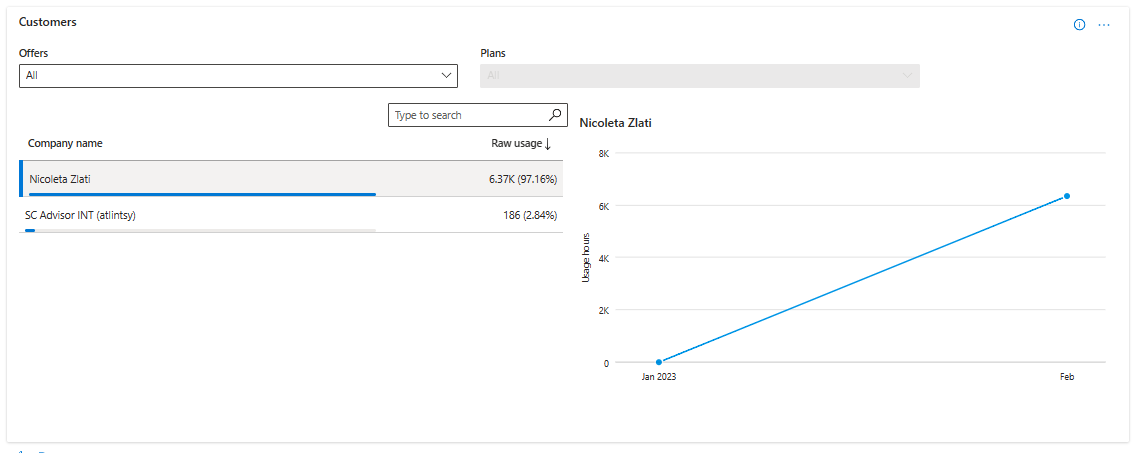 Customers
Offers
Plans
All
All
Type to search
Company name
Raw usage
Nicoleta Zlati
6.37K (97.16%)
SC Advisor INT (atlintsy)
186 (2.84%)
Nicoleta Zlati
8K
6K
4K
2K
0
Usage hours
Jan 2023
Feb